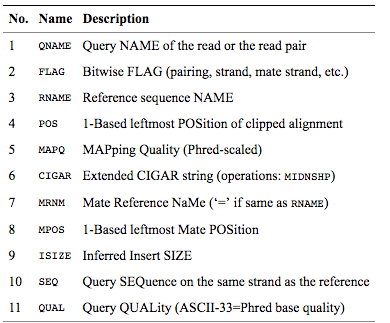 No. Name Description
1 QNAME Query NAME of the read or the read pair
2 FLAG Bitwise FLAG (pairing, strand, mate strand, etc.)
3 RNAME Reference sequence NAME
4 POS 1-Based leftmost POSition of clipped alignment
5 MAPQ MAPping Quality (Phred-scaled)
6 CIGAR Extended CIGAR string (operations: MIDNSHP)
7 MRNM Mate Reference NaMe (‘=’ if same as RNAME)
8 MPOS 1-Based leftmost Mate POSition
9 ISIZE Inferred Insert SIZE
10 SEQ Query SEQuence on the same strand as the reference
11 QUAL Query QUALity (ASCII-33=Phred base quality)